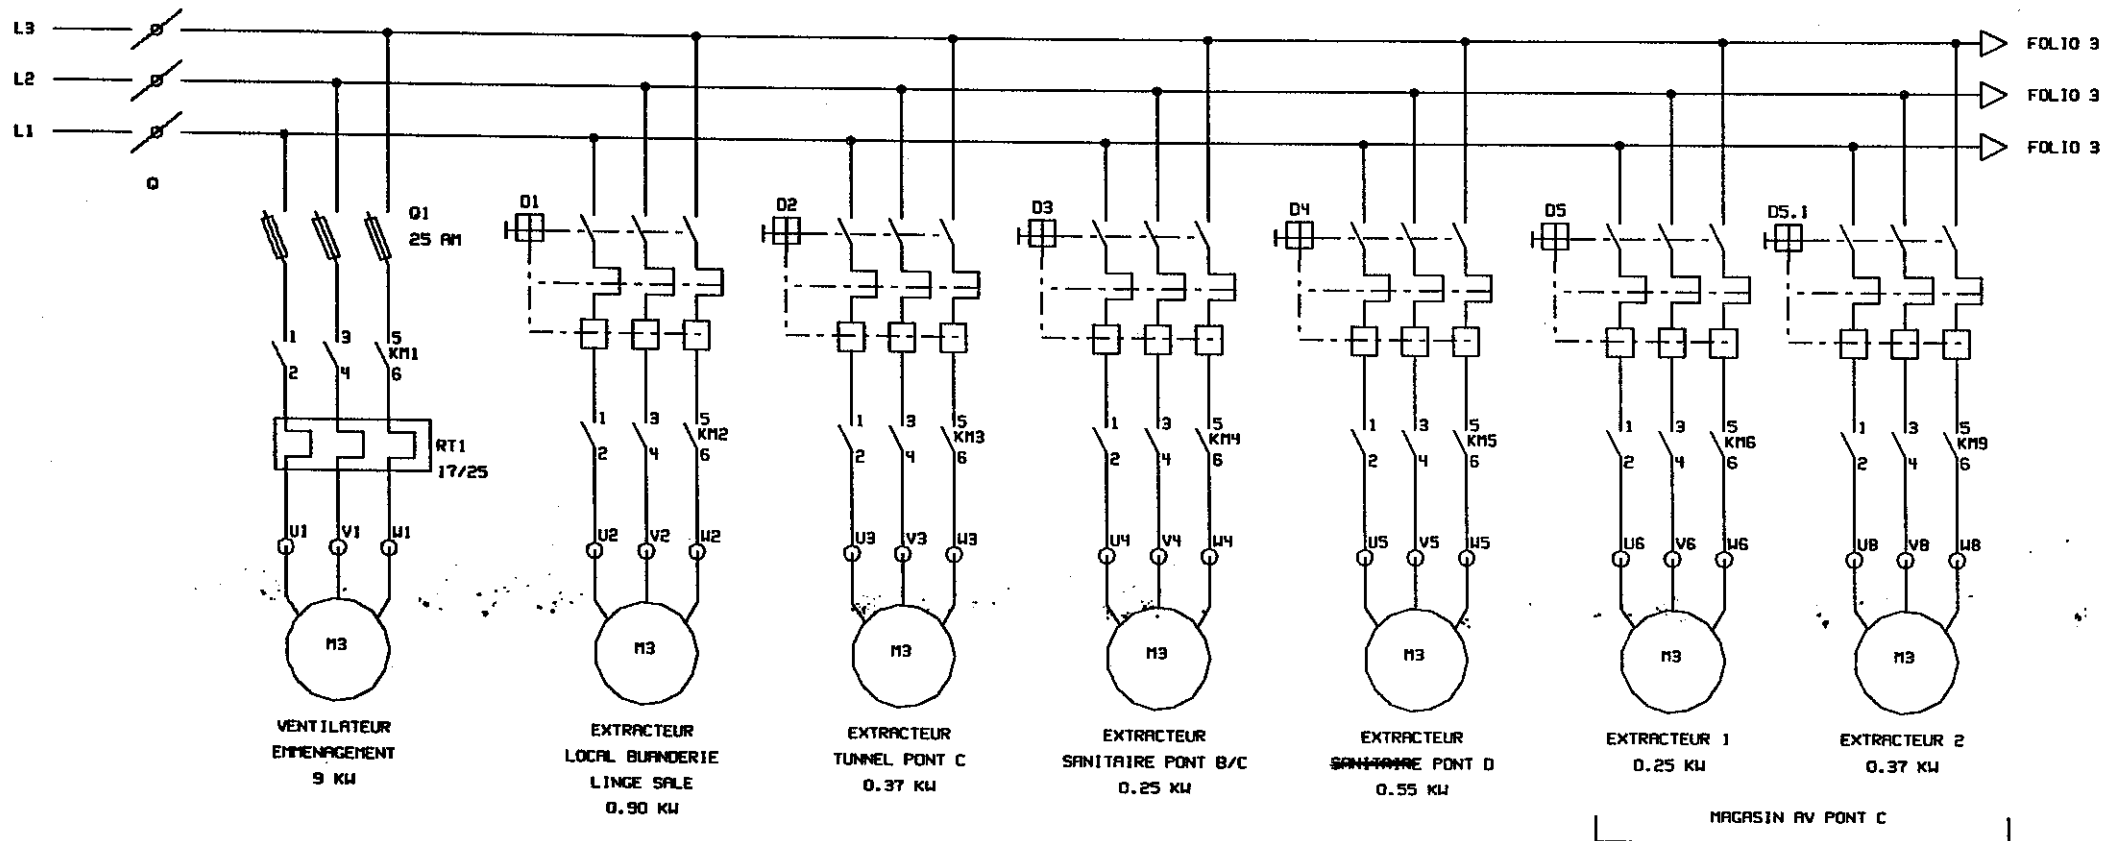 L3
FOLIO 3
L2
FOLIO 3
L1
FOLIO 3
Q
Q1
25 AM
D1
D2
D3
D4
D5
D5.1
1 3 5
KM1
2 4 6
RT1
17/25
1 3 5
KM2
2 4 6
1 3 5
KM3
2 4 6
1 3 5
KM4
2 4 6
1 3 5
KM5
2 4 6
1 3 5
KM6
2 4 6
1 3 5
KM9
2 4 6
U1 V1 W1
U2 V2 W2
U3 V3 W3
U4 V4 W4
U5 V5 W5
U6 V6 W6
U8 V8 W8
M3
M3
M3
M3
M3
M3
M3
VENTILATEUR
EMMENAGEMENT
9 KW
EXTRACTEUR
LOCAL BUANDERIE
LINGE SALE
0.90 KW
EXTRACTEUR
TUNNEL PONT C
0.37 KW
EXTRACTEUR
SANITAIRE PONT B/C
0.25 KW
EXTRACTEUR
SANITAIRE PONT D
0.55 KW
EXTRACTEUR 1
0.25 KW
EXTRACTEUR 2
0.37 KW
MAGASIN AV PONT C